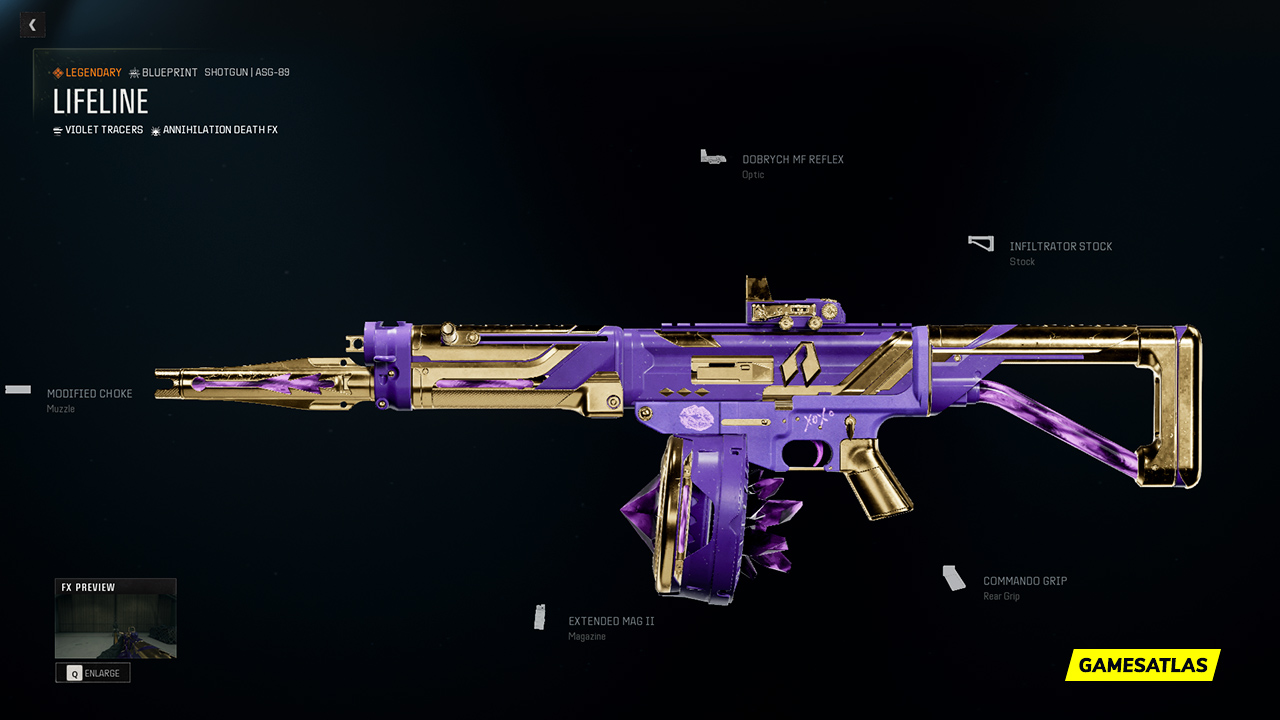 LEGENDARY BLUEPRINT SHOTGUN | ASG-89
LIFELINE
VIOLET TRACERS ANNIHILATION DEATH FX
DOBRYCH MF REFLEX
Optic
INFILTRATOR STOCK
Stock
MODIFIED CHOKE
Muzzle
XOXO
COMMANDO GRIP
Rear Grip
EXTENDED MAG II
Magazine
FX PREVIEW
Q ENLARGE
GAMESATLAS